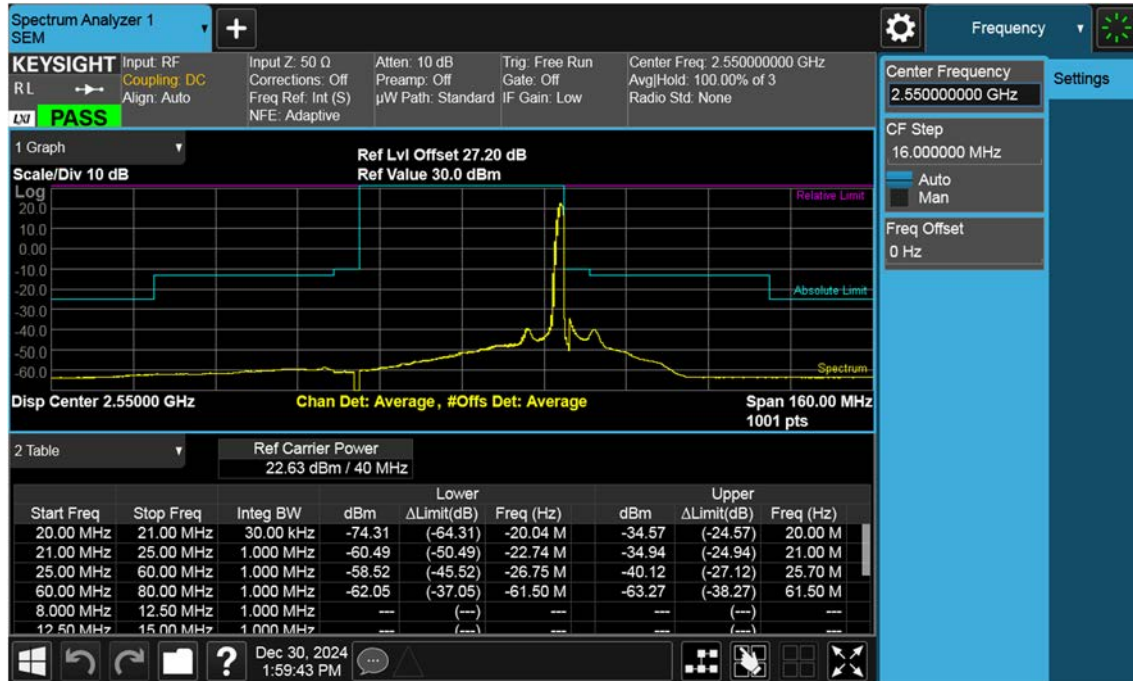 Spectrum Analyzer 1
SEM
Frequency
KEYSIGHT
R L
LXI PASS
Input: RF
Coupling: DC
Align: Auto
Input Z: 50 Ω
Corrections: Off
Freq Ref: Int (S)
NFE: Adaptive
Atten: 10 dB
Preamp: Off
µW Path: Standard
Trig: Free Run
Gate: Off
IF Gain: Low
Center Freq: 2.550000000 GHz
Avg|Hold: 100.00% of 3
Radio Std: None
Center Frequency
2.550000000 GHz
Settings
CF Step
16.000000 MHz
Auto
Man
Freq Offset
0 Hz
1 Graph
Scale/Div 10 dB
Ref Lvl Offset 27.20 dB
Ref Value 30.0 dBm
Log
20.0
10.0
0.00
-10.0
-20.0
-30.0
-40.0
-50.0
-60.0
Relative Limit
Absolute Limit
Spectrum
Disp Center 2.55000 GHz
Chan Det: Average, #Offs Det: Average
Span 160.00 MHz
1001 pts
2 Table
Ref Carrier Power
22.63 dBm / 40 MHz
Lower Upper
Start Freq Stop Freq Integ BW dBm ΔLimit(dB) Freq (Hz) dBm ΔLimit(dB) Freq (Hz)
20.00 MHz 21.00 MHz 30.00 kHz -74.31 (-64.31) -20.04 M -34.57 (-24.57) 20.00 M
21.00 MHz 25.00 MHz 1.000 MHz -60.49 (-50.49) -22.74 M -34.94 (-24.94) 21.00 M
25.00 MHz 60.00 MHz 1.000 MHz -58.52 (-45.52) -26.75 M -40.12 (-27.12) 25.70 M
60.00 MHz 80.00 MHz 1.000 MHz -62.05 (-37.05) -61.50 M -63.27 (-38.27) 61.50 M
8.000 MHz 12.50 MHz 1.000 MHz --- (---) --- --- (---) ---
12.50 MHz 15.00 MHz 1.000 MHz --- (---) --- --- (---) ---
?
Dec 30, 2024
1:59:43 PM